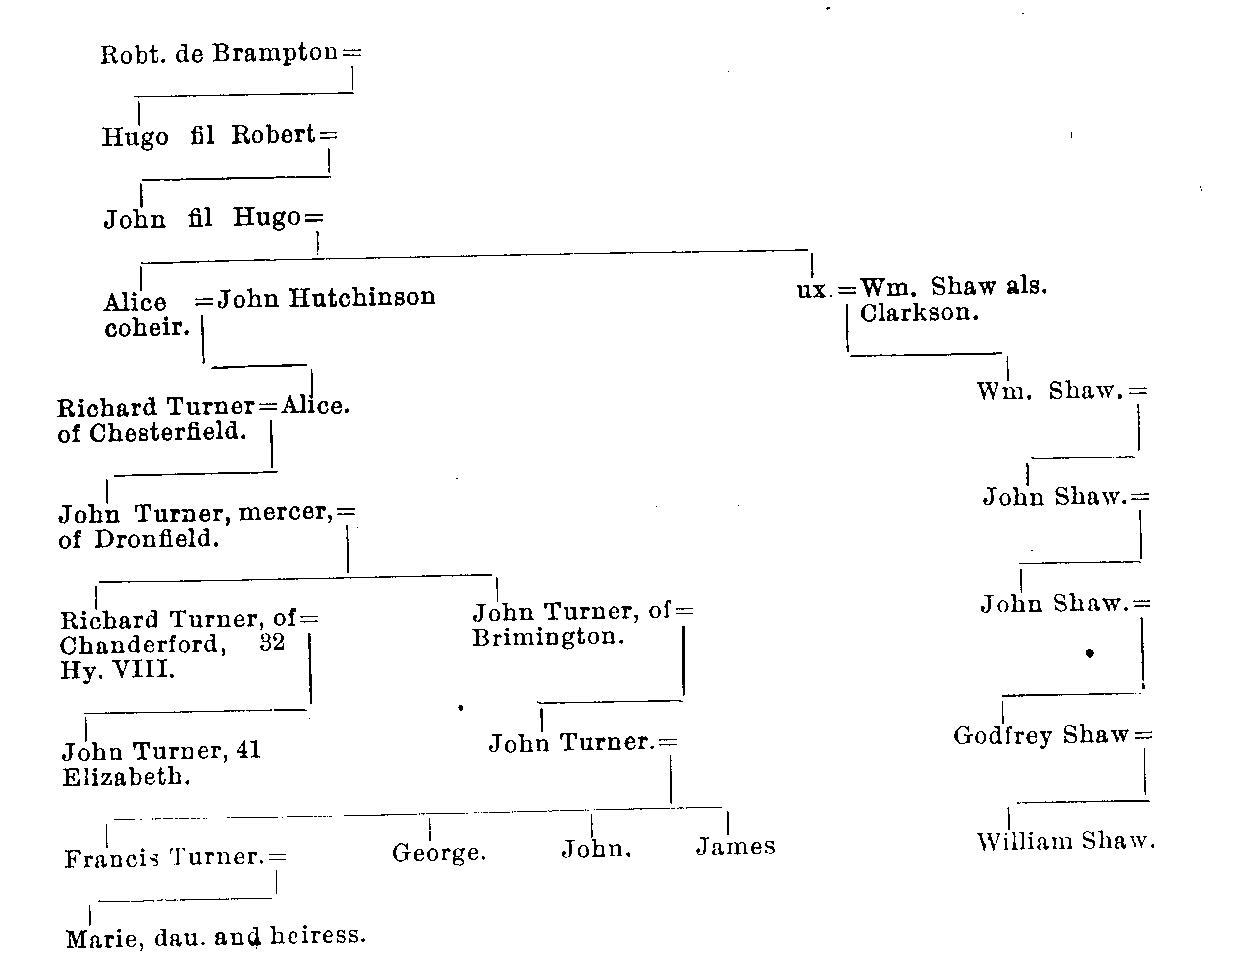 Robt. de Brampton=
Hugo fil Robert=
John fil Hugo=
Alice =John Hutchinson
coheir.
ux.=Wm. Shaw als.
Clarkson.
Richard Turner=Alice.
of Chesterfield.
Wm. Shaw.=
John Turner, mercer,=
of Dronfield.
John Shaw.=
Richard Turner, of=
Chanderford, 32
Hy. VIII.
John Turner, of=
Brimington.
John Shaw.=
John Turner, 41
Elizabeth.
John Turner.=
Godfrey Shaw=
Francis Turner.=
George.
John.
James
William Shaw.
Marie, dau. and heiress.